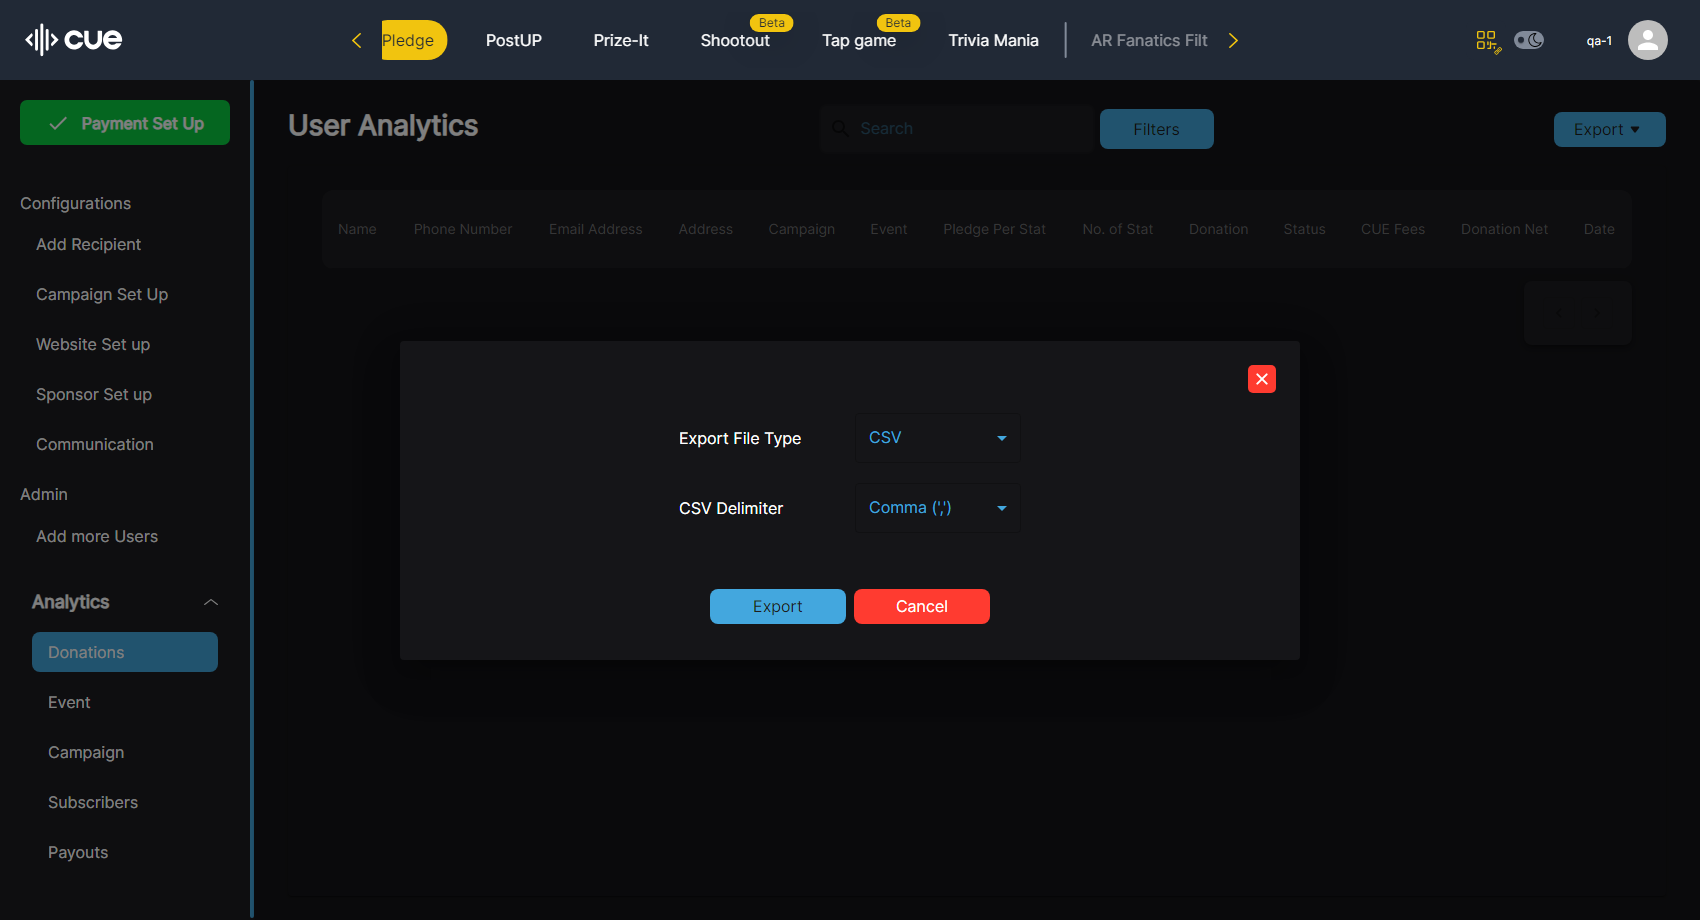 cue
Pledge
PostUP
Prize-It
Shootout
Beta
Tap game
Beta
Trivia Mania
AR Fanatics Filt
qa-1
Payment Set Up
Configurations
Add Recipient
Campaign Set Up
Website Set up
Sponsor Set up
Communication
Admin
Add more Users
Analytics
Donations
Event
Campaign
Subscribers
Payouts
User Analytics
Search
Filters
Export
Name Phone Number Email Address Address Campaign Event Pledge Per Stat No. of Stat Donation Status CUE Fees Donation Net Date
Export File Type CSV
CSV Delimiter Comma (',')
Export Cancel